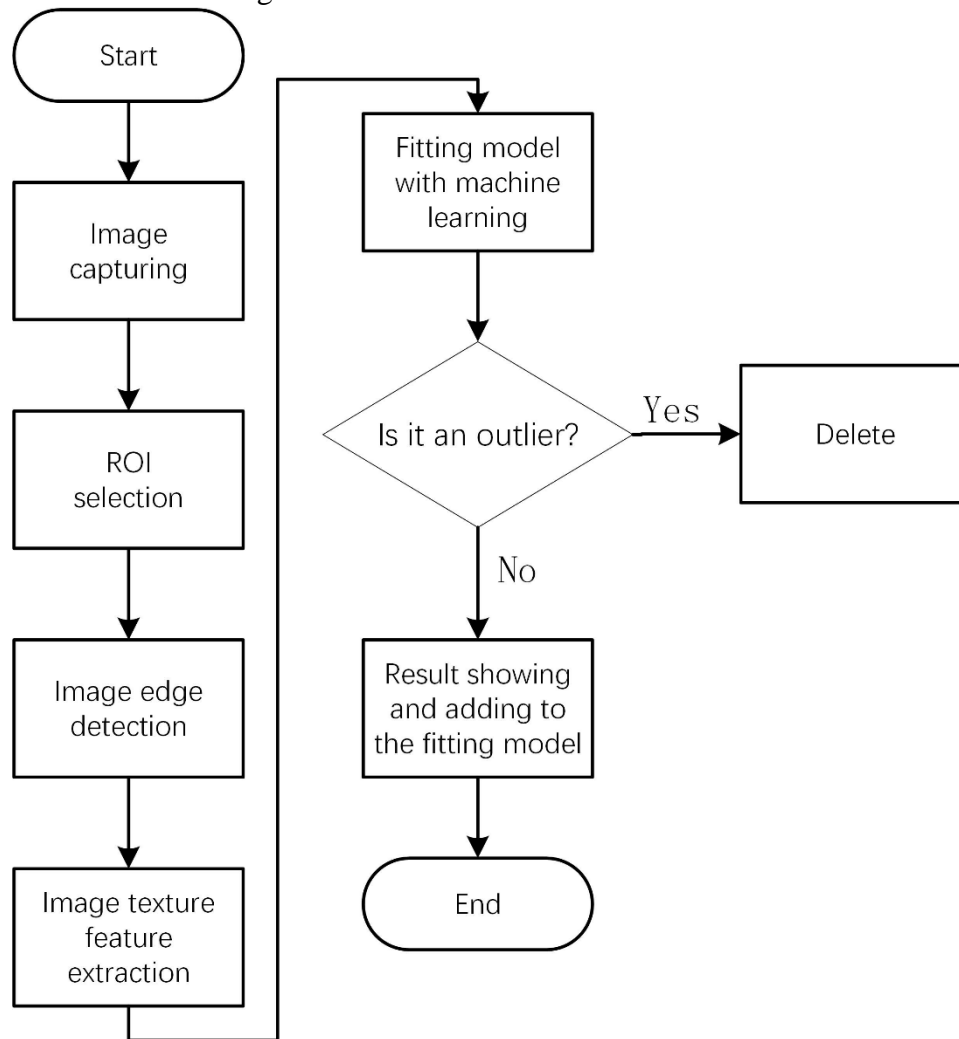 Start
Image
capturing
ROI
selection
Image edge
detection
Image texture
feature
extraction
Fitting model
with machine
learning
Is it an outlier?
Yes
Delete
No
Result showing
and adding to
the fitting model
End